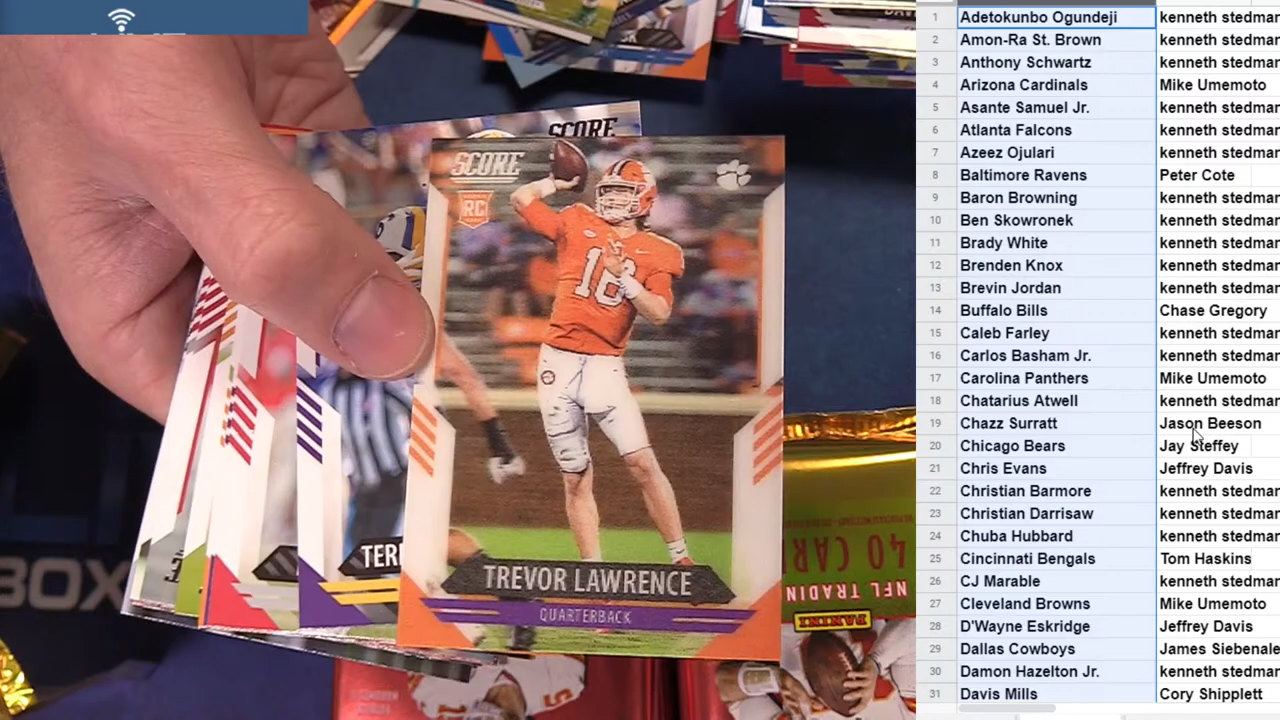 SCORE
SCORE
RC
16
TREVOR LAWRENCE
QUARTERBACK
TER
BOX
40 CAR
NFL TRADIN
PANINI
1 Adetokunbo Ogundeji kenneth stedmar
2 Amon-Ra St. Brown kenneth stedmar
3 Anthony Schwartz kenneth stedmar
4 Arizona Cardinals Mike Umemoto
5 Asante Samuel Jr. kenneth stedmar
6 Atlanta Falcons kenneth stedmar
7 Azeez Ojulari kenneth stedmar
8 Baltimore Ravens Peter Cote
9 Baron Browning kenneth stedmar
10 Ben Skowronek kenneth stedmar
11 Brady White kenneth stedmar
12 Brenden Knox kenneth stedmar
13 Brevin Jordan kenneth stedmar
14 Buffalo Bills Chase Gregory
15 Caleb Farley kenneth stedmar
16 Carlos Basham Jr. kenneth stedmar
17 Carolina Panthers Mike Umemoto
18 Chatarius Atwell kenneth stedmar
19 Chazz Surratt Jason Beeson
20 Chicago Bears Jay Steffey
21 Chris Evans Jeffrey Davis
22 Christian Barmore kenneth stedmar
23 Christian Darrisaw kenneth stedmar
24 Chuba Hubbard kenneth stedmar
25 Cincinnati Bengals Tom Haskins
26 CJ Marable kenneth stedmar
27 Cleveland Browns Mike Umemoto
28 D'Wayne Eskridge Jeffrey Davis
29 Dallas Cowboys James Siebenale
30 Damon Hazelton Jr. kenneth stedmar
31 Davis Mills Cory Shipplett